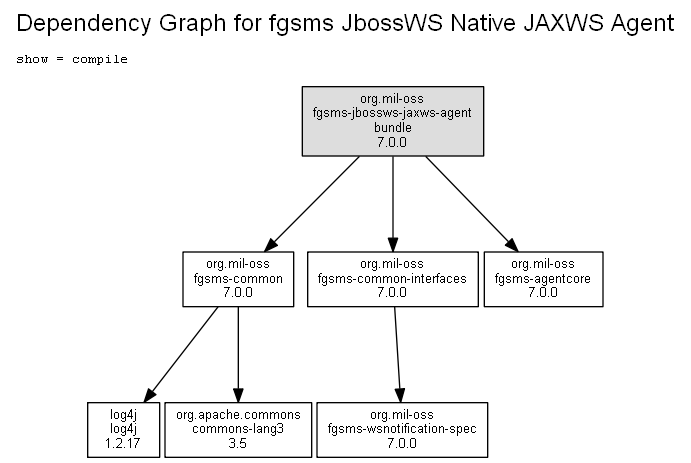 Dependency Graph for fgsms JbossWS Native JAXWS Agent
show = compile
org.mil-oss
fgsms-jbossws-jaxws-agent
bundle
7.0.0
org.mil-oss
fgsms-common
7.0.0
org.mil-oss
fgsms-common-interfaces
7.0.0
org.mil-oss
fgsms-agentcore
7.0.0
log4j
log4j
1.2.17
org.apache.commons
commons-lang3
3.5
org.mil-oss
fgsms-wsnotification-spec
7.0.0